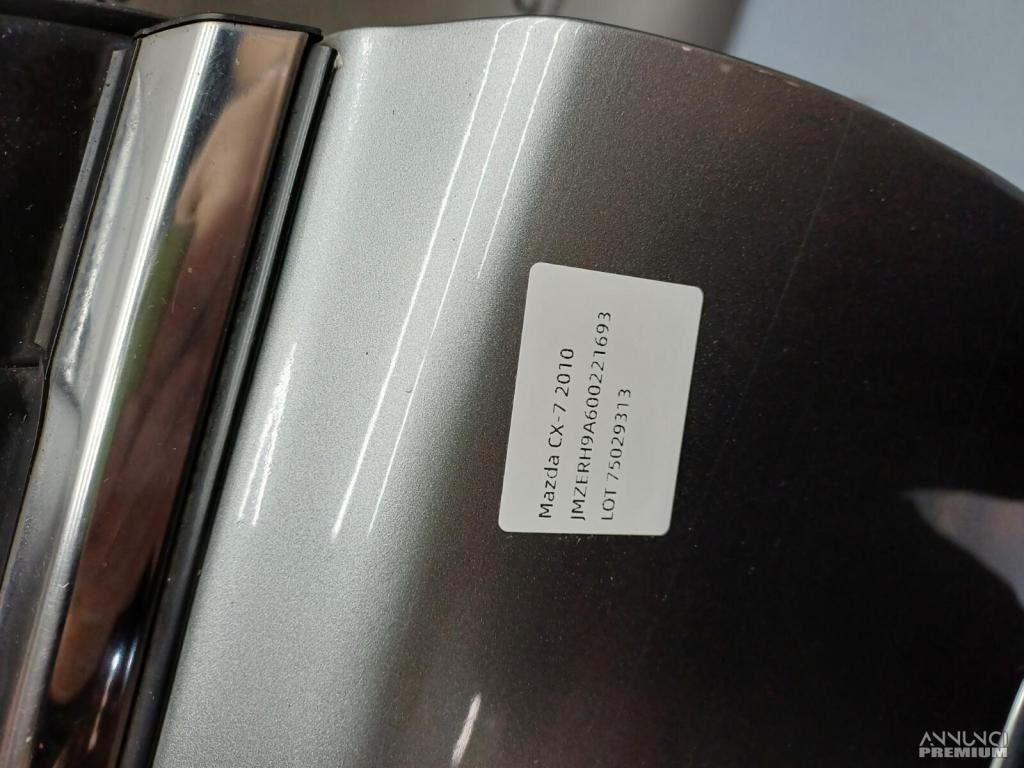 Mazda CX-7 2010
JMZERH9A600221693
LOT 75029313
ANNUNCI
PREMIUM